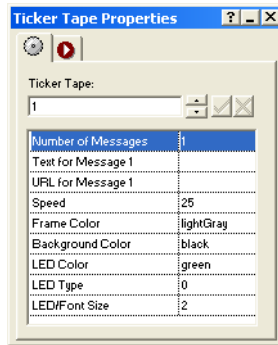 Ticker Tape Properties
Ticker Tape:
1
Number of Messages 1
Text for Message 1
URL for Message 1
Speed 25
Frame Color lightGray
Background Color black
LED Color green
LED Type 0
LED/Font Size 2